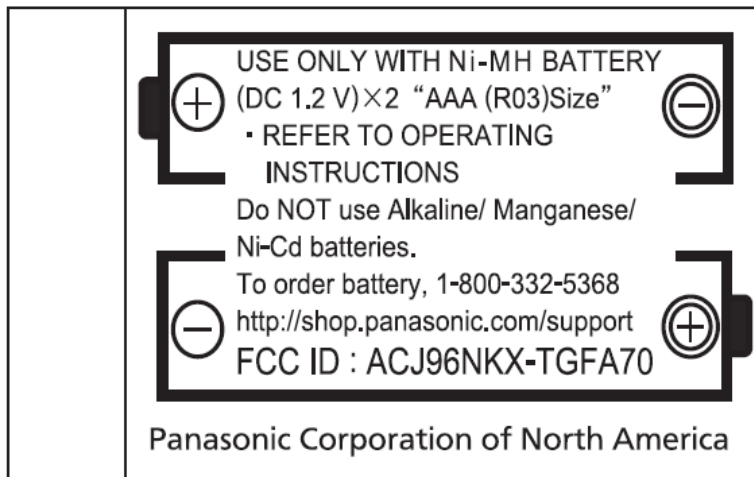 USE ONLY WITH Ni-MH BATTERY
(DC 1.2 V)×2 “AAA (R03)Size”
・REFER TO OPERATING
INSTRUCTIONS
Do NOT use Alkaline/ Manganese/
Ni-Cd batteries.
To order battery, 1-800-332-5368
http://shop.panasonic.com/support
FCC ID : ACJ96NKX-TGFA70
Panasonic Corporation of North America